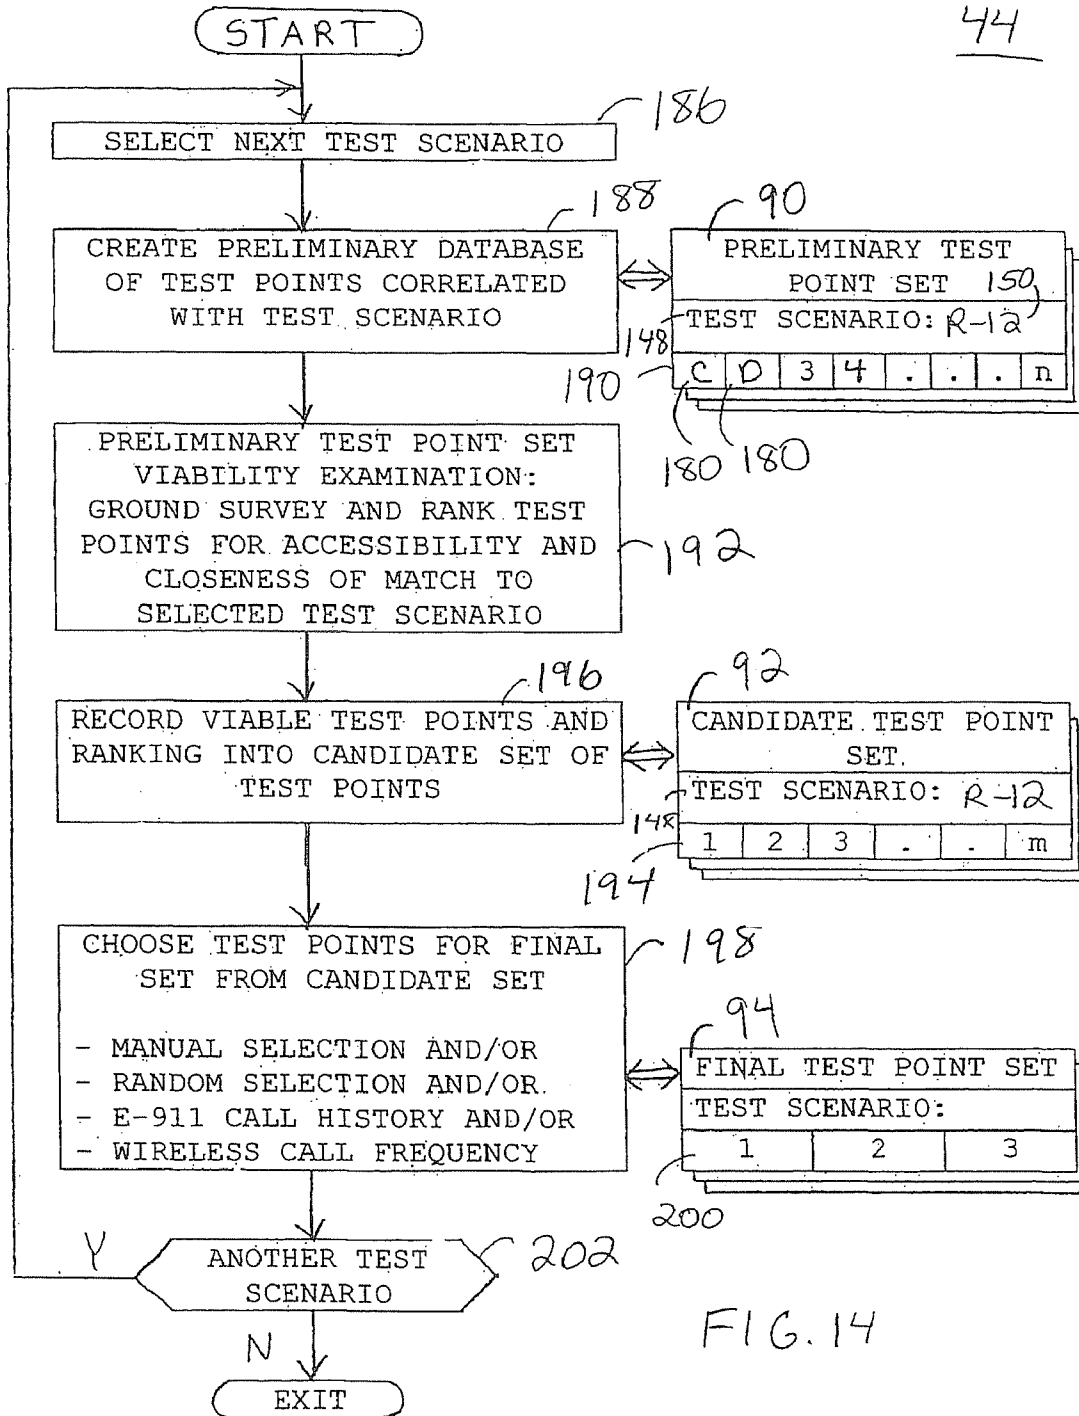 44
START
186
SELECT NEXT TEST SCENARIO
188
CREATE PRELIMINARY DATABASE
OF TEST POINTS CORRELATED
WITH TEST SCENARIO
90
PRELIMINARY TEST
POINT SET 150
TEST SCENARIO: R-12
148
190
C D 3 4 . . . n
180 180
PRELIMINARY TEST POINT SET
VIABILITY EXAMINATION:
GROUND SURVEY AND RANK TEST
POINTS FOR ACCESSIBILITY AND
CLOSENESS OF MATCH TO
SELECTED TEST SCENARIO
192
196
RECORD VIABLE TEST POINTS AND
RANKING INTO CANDIDATE SET OF
TEST POINTS
92
CANDIDATE TEST POINT
SET
TEST SCENARIO: R-12
148
1 2 3 . . m
194
CHOOSE TEST POINTS FOR FINAL
SET FROM CANDIDATE SET
- MANUAL SELECTION AND/OR
- RANDOM SELECTION AND/OR
- E-911 CALL HISTORY AND/OR
- WIRELESS CALL FREQUENCY
198
94
FINAL TEST POINT SET
TEST SCENARIO:
1 2 3
200
Y
ANOTHER TEST
SCENARIO
202
N
EXIT
FIG. 14